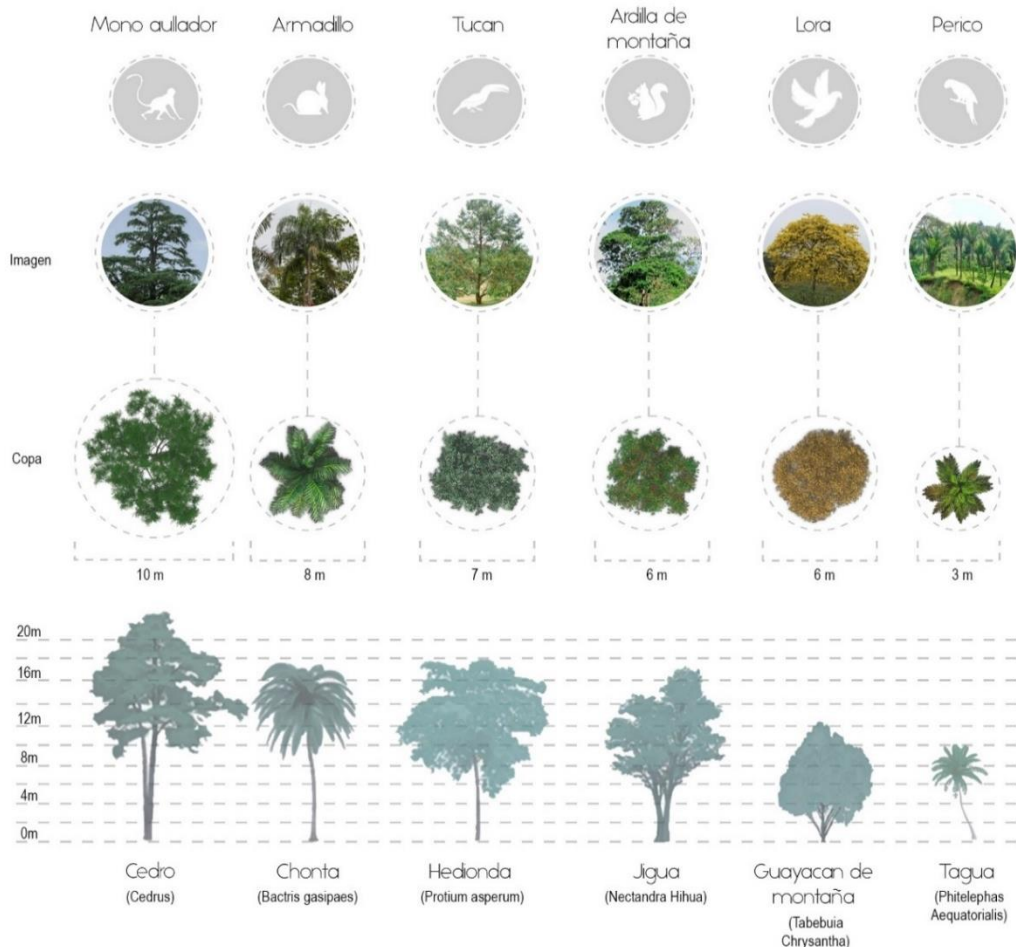 Mono aullador
Armadillo
Tucan
Ardilla de
montaña
Lora
Perico
Imagen
Copa
10 m
8 m
7 m
6 m
6 m
3 m
20m
16m
12m
8m
4m
0m
Cedro
(Cedrus)
Chonta
(Bactris gasipaes)
Hedionda
(Protium asperum)
Jigua
(Nectandra Hihua)
Guayacan de
montaña
(Tabebuia
Chrysantha)
Tagua
(Phitelephas
Aequatorialis)